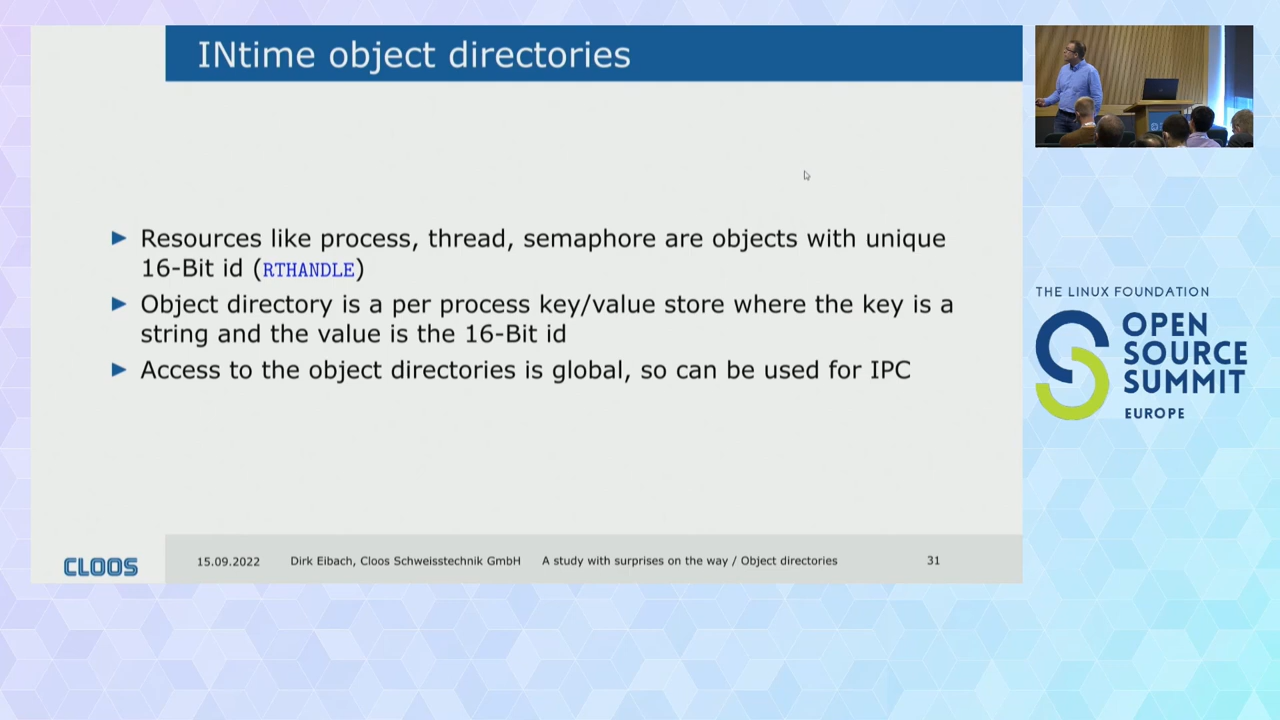 INtime object directories
Resources like process, thread, semaphore are objects with unique
16-Bit id (RTHANDLE)
Object directory is a per process key/value store where the key is a
string and the value is the 16-Bit id
Access to the object directories is global, so can be used for IPC
CLOOS
15.09.2022 Dirk Eibach, Cloos Schweisstechnik GmbH A study with surprises on the way / Object directories 31
THE LINUX FOUNDATION
OPEN
SOURCE
SUMMIT
EUROPE